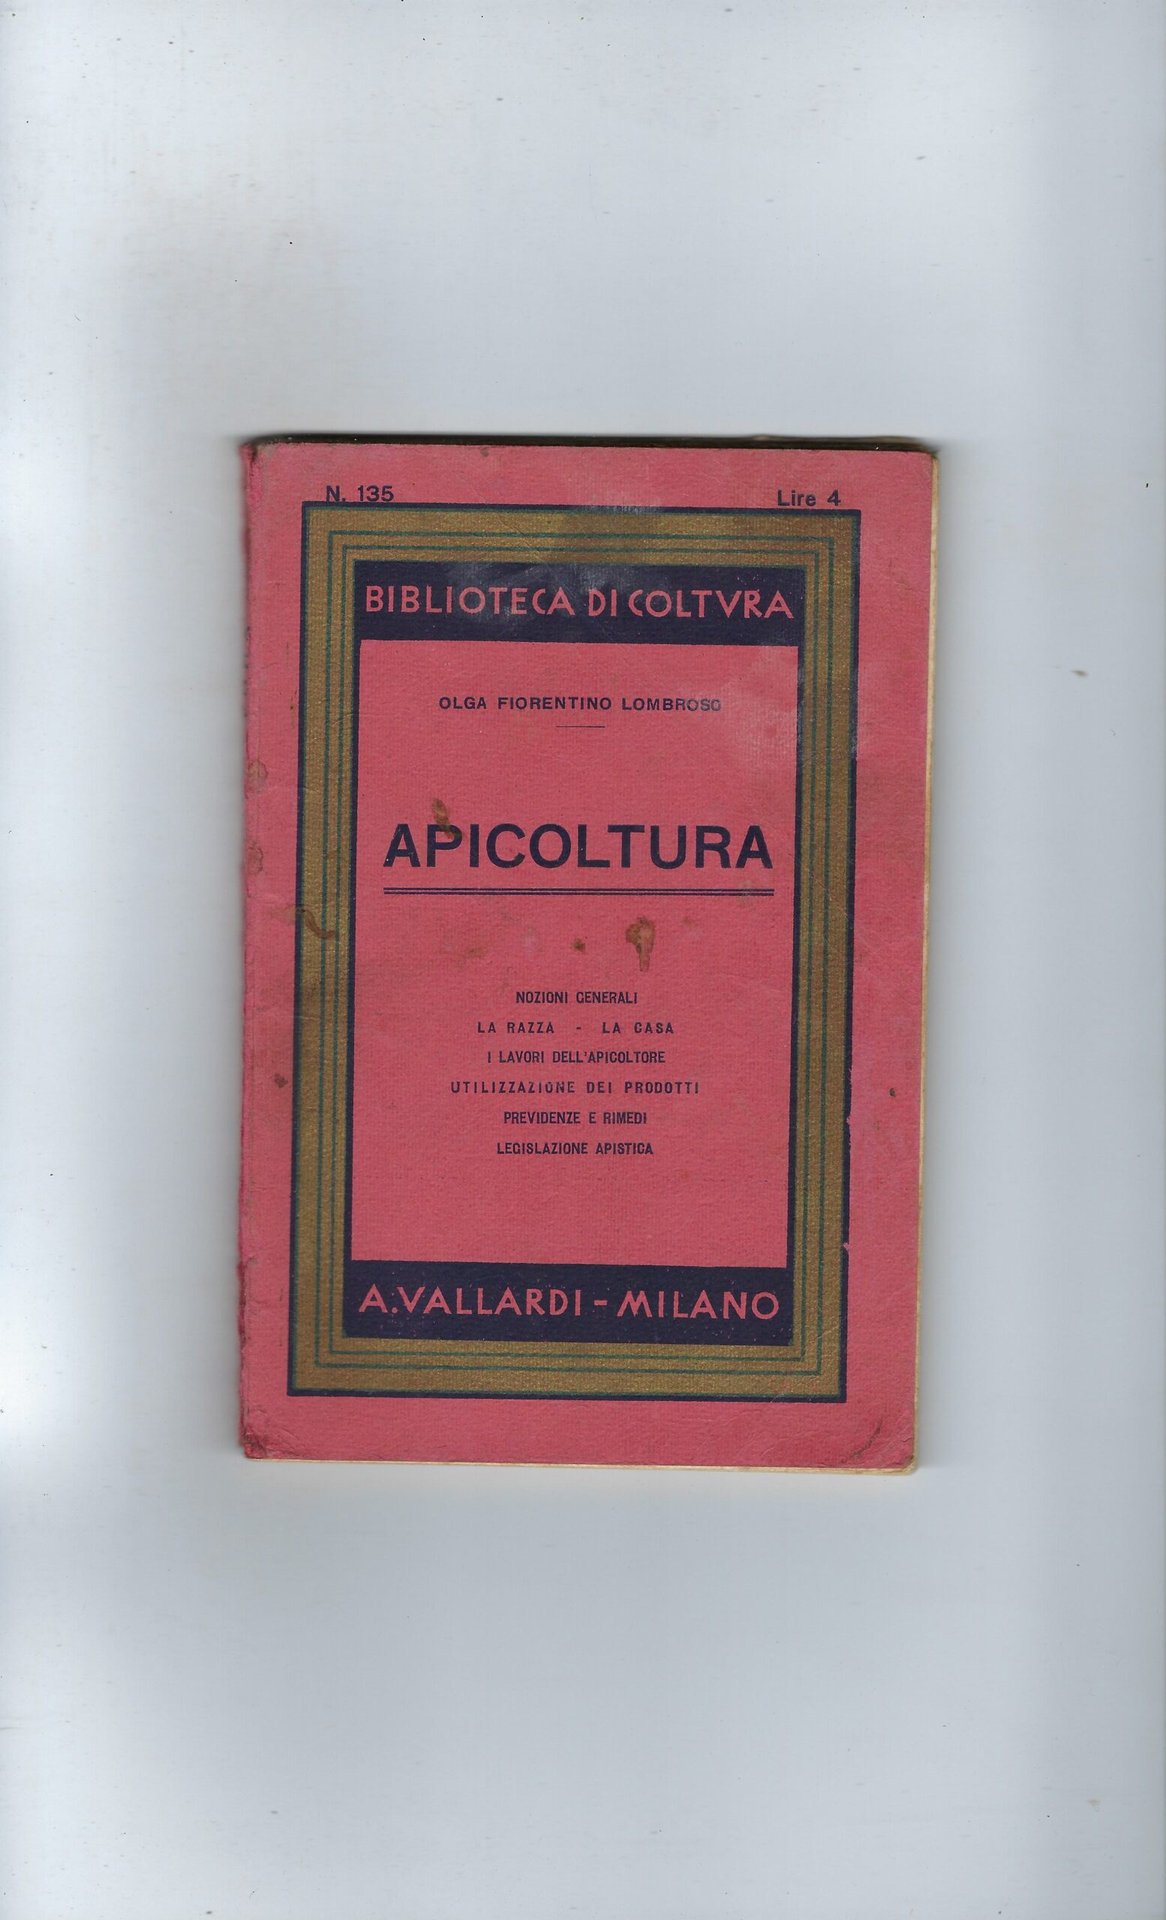 N. 135 Lire 4
BIBLIOTECA DI COLTVRA
OLGA FIORENTINO LOMBROSO
APICOLTURA
NOZIONI GENERALI
LA RAZZA - LA CASA
I LAVORI DELL'APICOLTORE
UTILIZZAZIONE DEI PRODOTTI
PREVIDENZE E RIMEDI
LEGISLAZIONE APISTICA
A. VALLARDI - MILANO